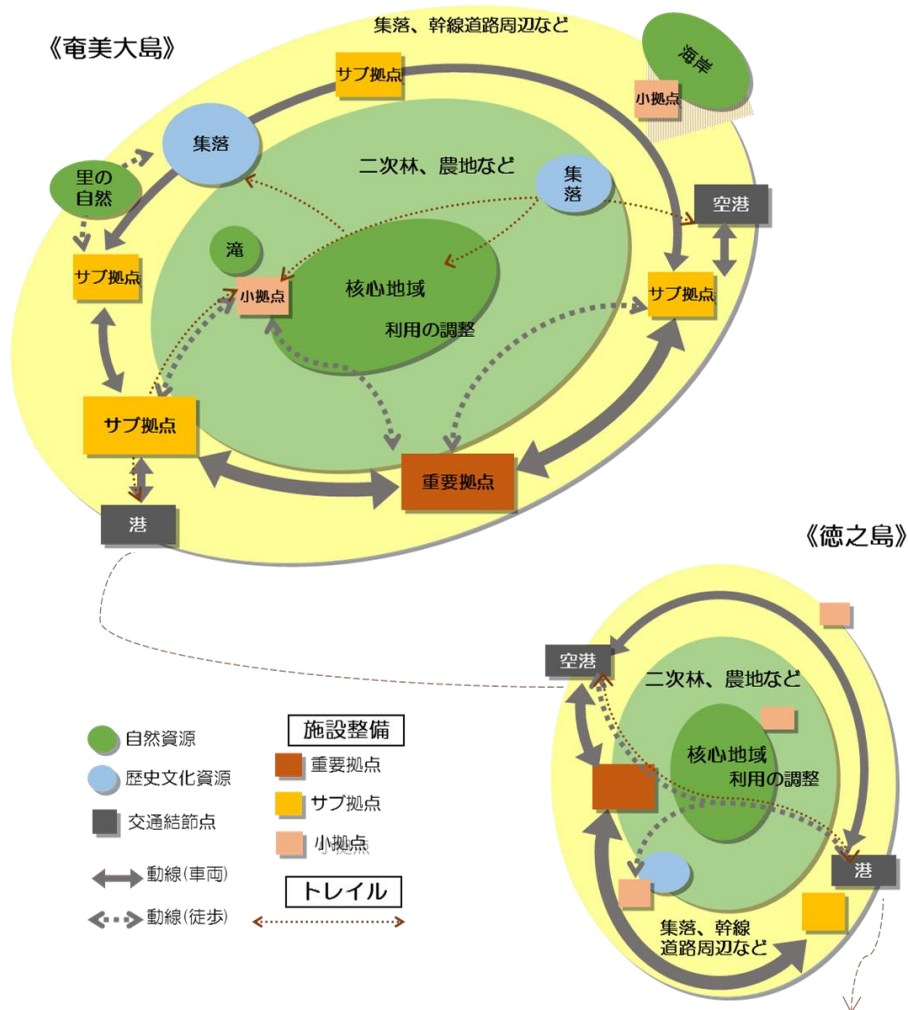 《奄美大島》
集落、幹線道路周辺など
海岸
サブ拠点
小拠点
集落
二次林、農地など
里の
自然
集
落
空港
滝
サブ拠点
小拠点
核心地域
サブ拠点
利用の調整
サブ拠点
重要拠点
港
《徳之島》
空港
二次林、農地など
核心地域
利用の調整
港
集落、幹線
道路周辺など
自然資源
歴史文化資源
交通結節点
動線(車両)
動線(徒歩)
施設整備
重要拠点
サブ拠点
小拠点
トレイル